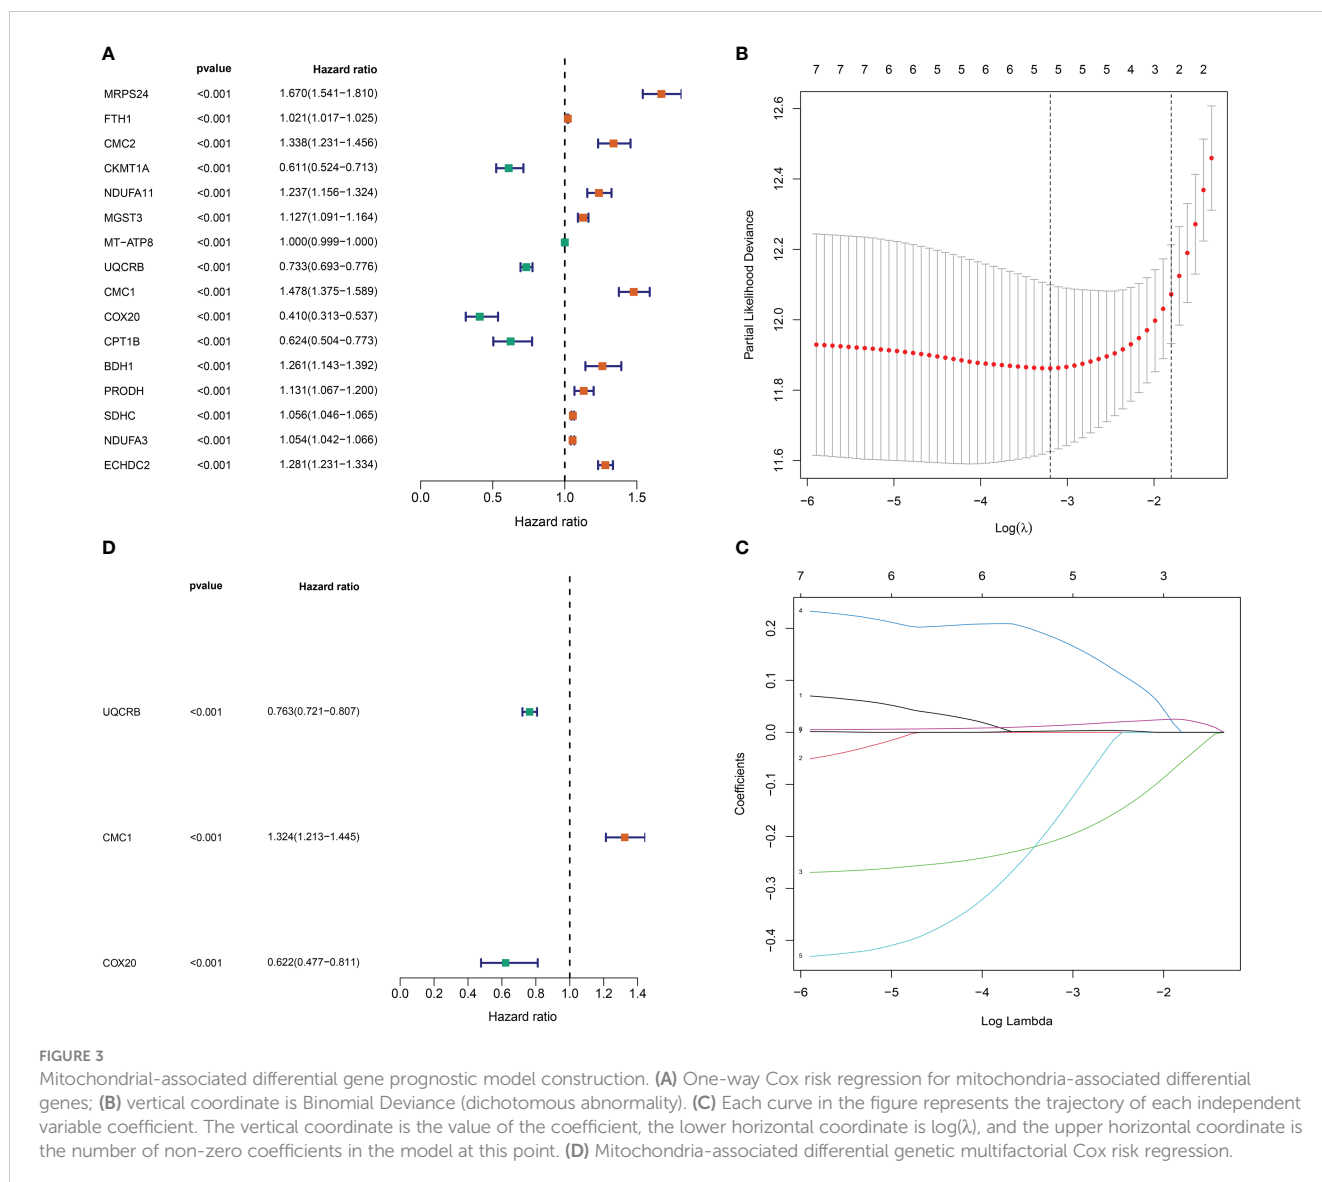 A
pvalue Hazard ratio
MRPS24 <0.001 1.670(1.541−1.810)
FTH1 <0.001 1.021(1.017−1.025)
CMC2 <0.001 1.338(1.231−1.456)
CKMT1A <0.001 0.611(0.524−0.713)
NDUFA11 <0.001 1.237(1.156−1.324)
MGST3 <0.001 1.127(1.091−1.164)
MT−ATP8 <0.001 1.000(0.999−1.000)
UQCRB <0.001 0.733(0.693−0.776)
CMC1 <0.001 1.478(1.375−1.589)
COX20 <0.001 0.410(0.313−0.537)
CPT1B <0.001 0.624(0.504−0.773)
BDH1 <0.001 1.261(1.143−1.392)
PRODH <0.001 1.131(1.067−1.200)
SDHC <0.001 1.056(1.046−1.065)
NDUFA3 <0.001 1.054(1.042−1.066)
ECHDC2 <0.001 1.281(1.231−1.334)
0.0 0.5 1.0 1.5
Hazard ratio
B
7 7 7 6 6 5 5 6 6 5 5 5 5 4 3 2 2
12.6
12.4
12.2
12.0
11.8
11.6
Partial Likelihood Deviance
−6 −5 −4 −3 −2
Log(λ)
D
pvalue Hazard ratio
UQCRB <0.001 0.763(0.721−0.807)
CMC1 <0.001 1.324(1.213−1.445)
COX20 <0.001 0.622(0.477−0.811)
0.0 0.2 0.4 0.6 0.8 1.0 1.2 1.4
Hazard ratio
C
7 6 6 5 3
0.2
0.1
0.0
−0.1
−0.2
−0.3
−0.4
Coefficients
4
1
2
3
5
−6 −5 −4 −3 −2
Log Lambda
FIGURE 3
Mitochondrial-associated differential gene prognostic model construction. (A) One-way Cox risk regression for mitochondria-associated differential
genes; (B) vertical coordinate is Binomial Deviance (dichotomous abnormality). (C) Each curve in the figure represents the trajectory of each independent
variable coefficient. The vertical coordinate is the value of the coefficient, the lower horizontal coordinate is log(λ), and the upper horizontal coordinate is
the number of non-zero coefficients in the model at this point. (D) Mitochondria-associated differential genetic multifactorial Cox risk regression.